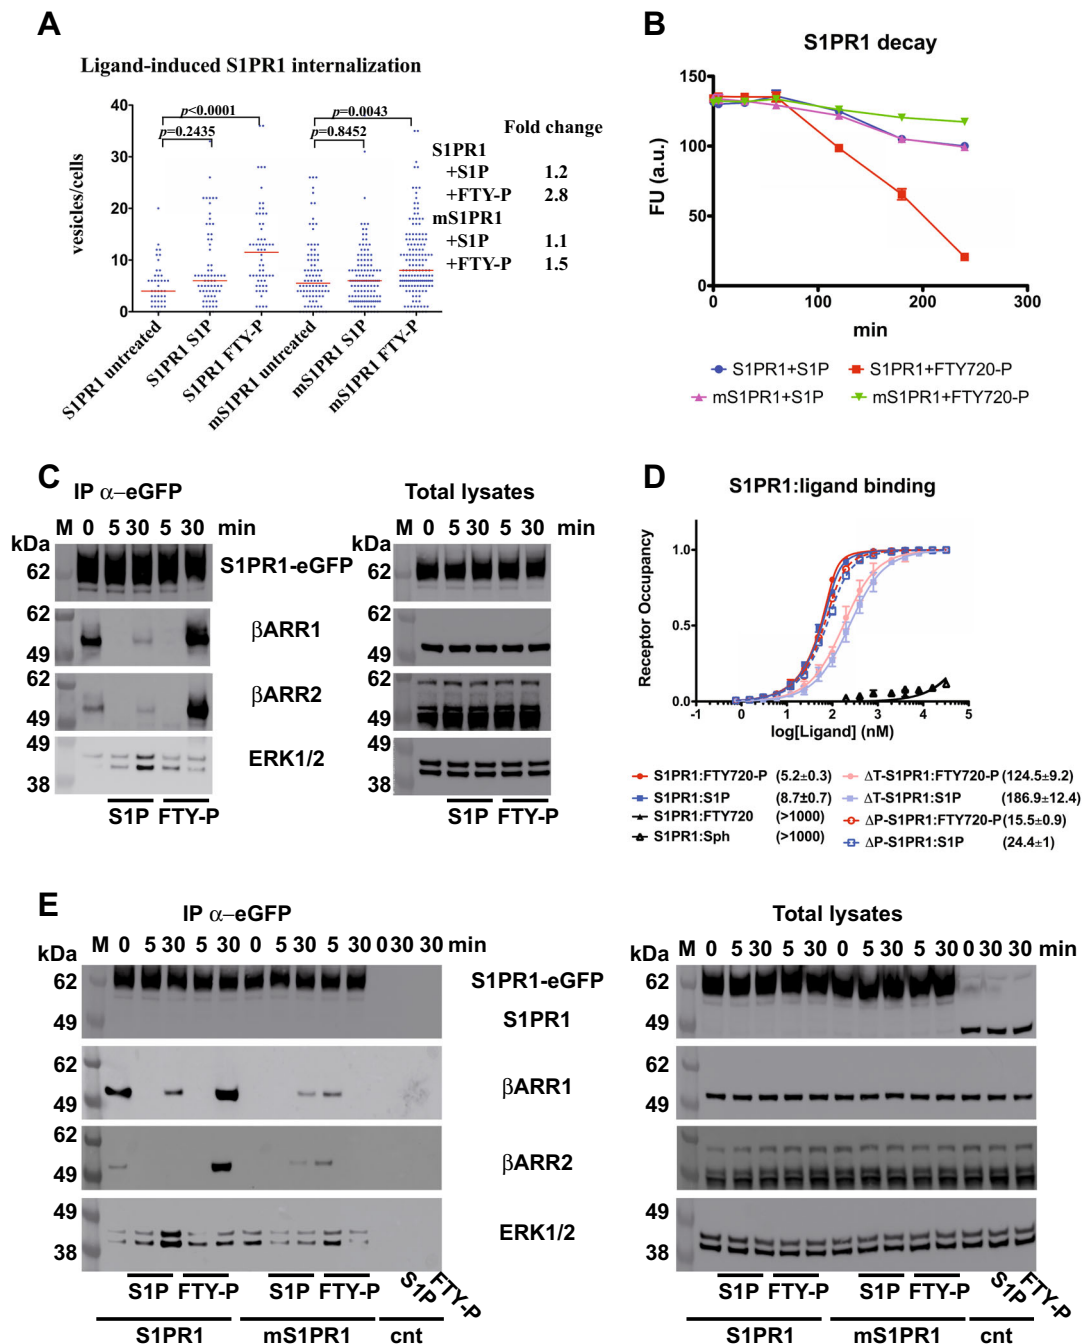 A
Ligand-induced S1PR1 internalization
vesicles/cells
40
30
20
10
0
p<0.0001
p=0.2435
p=0.0043
p=0.8452
Fold change
S1PR1
+S1P 1.2
+FTY-P 2.8
mS1PR1
+S1P 1.1
+FTY-P 1.5
S1PR1 untreated
S1PR1 S1P
S1PR1 FTY-P
mS1PR1 untreated
mS1PR1 S1P
mS1PR1 FTY-P
B
S1PR1 decay
FU (a.u.)
150
100
50
0
0 100 200 300
min
S1PR1+S1P S1PR1+FTY720-P
mS1PR1+S1P mS1PR1+FTY720-P
C
IP α–eGFP
Total lysates
M 0 5 30 5 30 min
M 0 5 30 5 30 min
kDa
62
S1PR1-eGFP
kDa
62
62
49
βARR1
62
49
62
49
βARR2
62
49
49
38
ERK1/2
49
38
S1P FTY-P
S1P FTY-P
D
S1PR1:ligand binding
Receptor Occupancy
1.0
0.5
0.0
-1 0 1 2 3 4 5
log[Ligand] (nM)
S1PR1:FTY720-P (5.2±0.3)
S1PR1:S1P (8.7±0.7)
S1PR1:FTY720 (>1000)
S1PR1:Sph (>1000)
ΔT-S1PR1:FTY720-P (124.5±9.2)
ΔT-S1PR1:S1P (186.9±12.4)
ΔP-S1PR1:FTY720-P (15.5±0.9)
ΔP-S1PR1:S1P (24.4±1)
E
IP α–eGFP
Total lysates
kDa M 0 5 30 5 30 0 5 30 5 30 0 30 30 min
kDa M 0 5 30 5 30 0 5 30 5 30 0 30 30 min
62
49
S1PR1-eGFP
S1PR1
62
49
62
49
βARR1
62
49
62
49
βARR2
62
49
49
38
ERK1/2
49
38
S1P FTY-P S1P FTY-P S1P FTY-P
S1PR1 mS1PR1 cnt
S1P FTY-P S1P FTY-P S1P FTY-P
S1PR1 mS1PR1 cnt